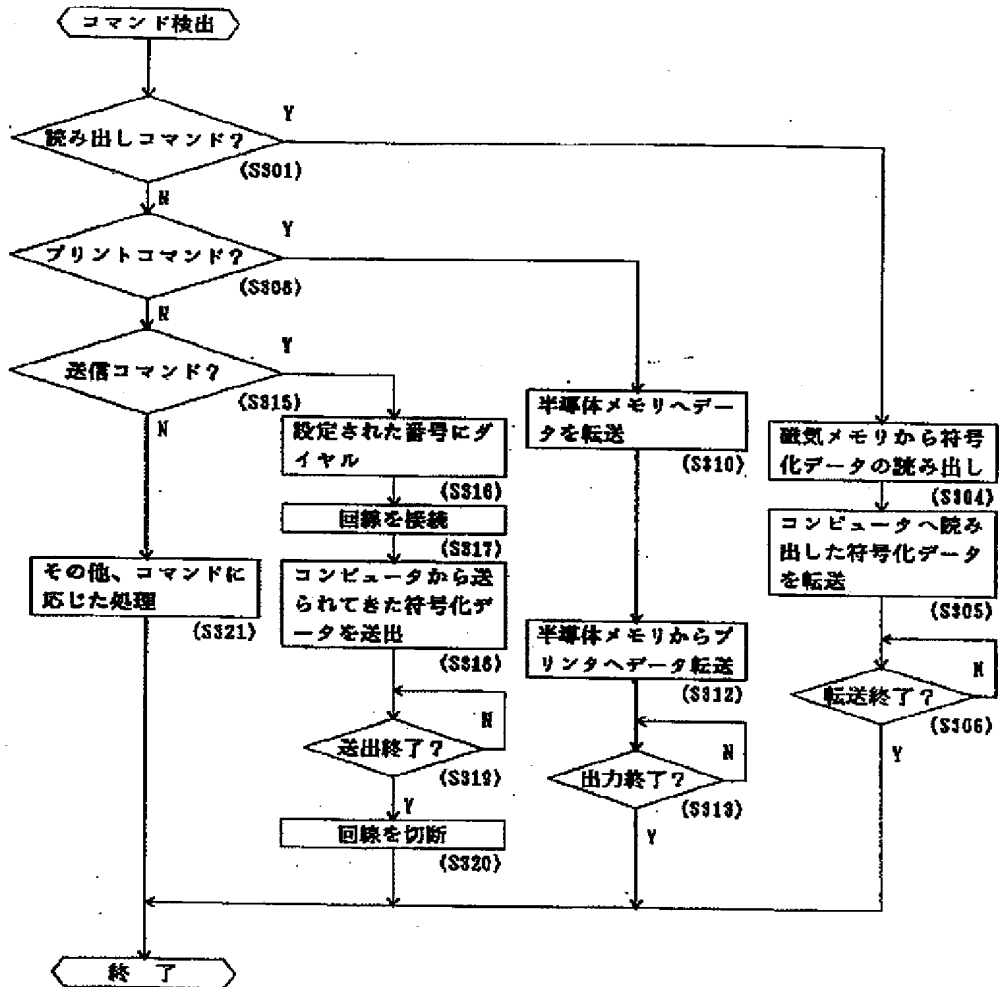 コマンド検出
Y
読み出しコマンド?
(S301)
N
Y
プリントコマンド?
(S308)
N
Y
送信コマンド?
(S315)
N
設定された番号にダ
イヤル
(S316)
回線を接続
(S317)
コンピュータから送
られてきた符号化デ
ータを送出
(S318)
N
送出終了?
(S319)
Y
回線を切断
(S320)
その他、コマンドに
応じた処理
(S321)
半導体メモリへデー
タを転送
(S310)
半導体メモリからプ
リンタへデータ転送
(S312)
N
出力終了?
(S313)
Y
磁気メモリから符号
化データの読み出し
(S304)
コンピュータへ読み
出した符号化データ
を転送
(S305)
N
転送終了?
(S306)
Y
終 了